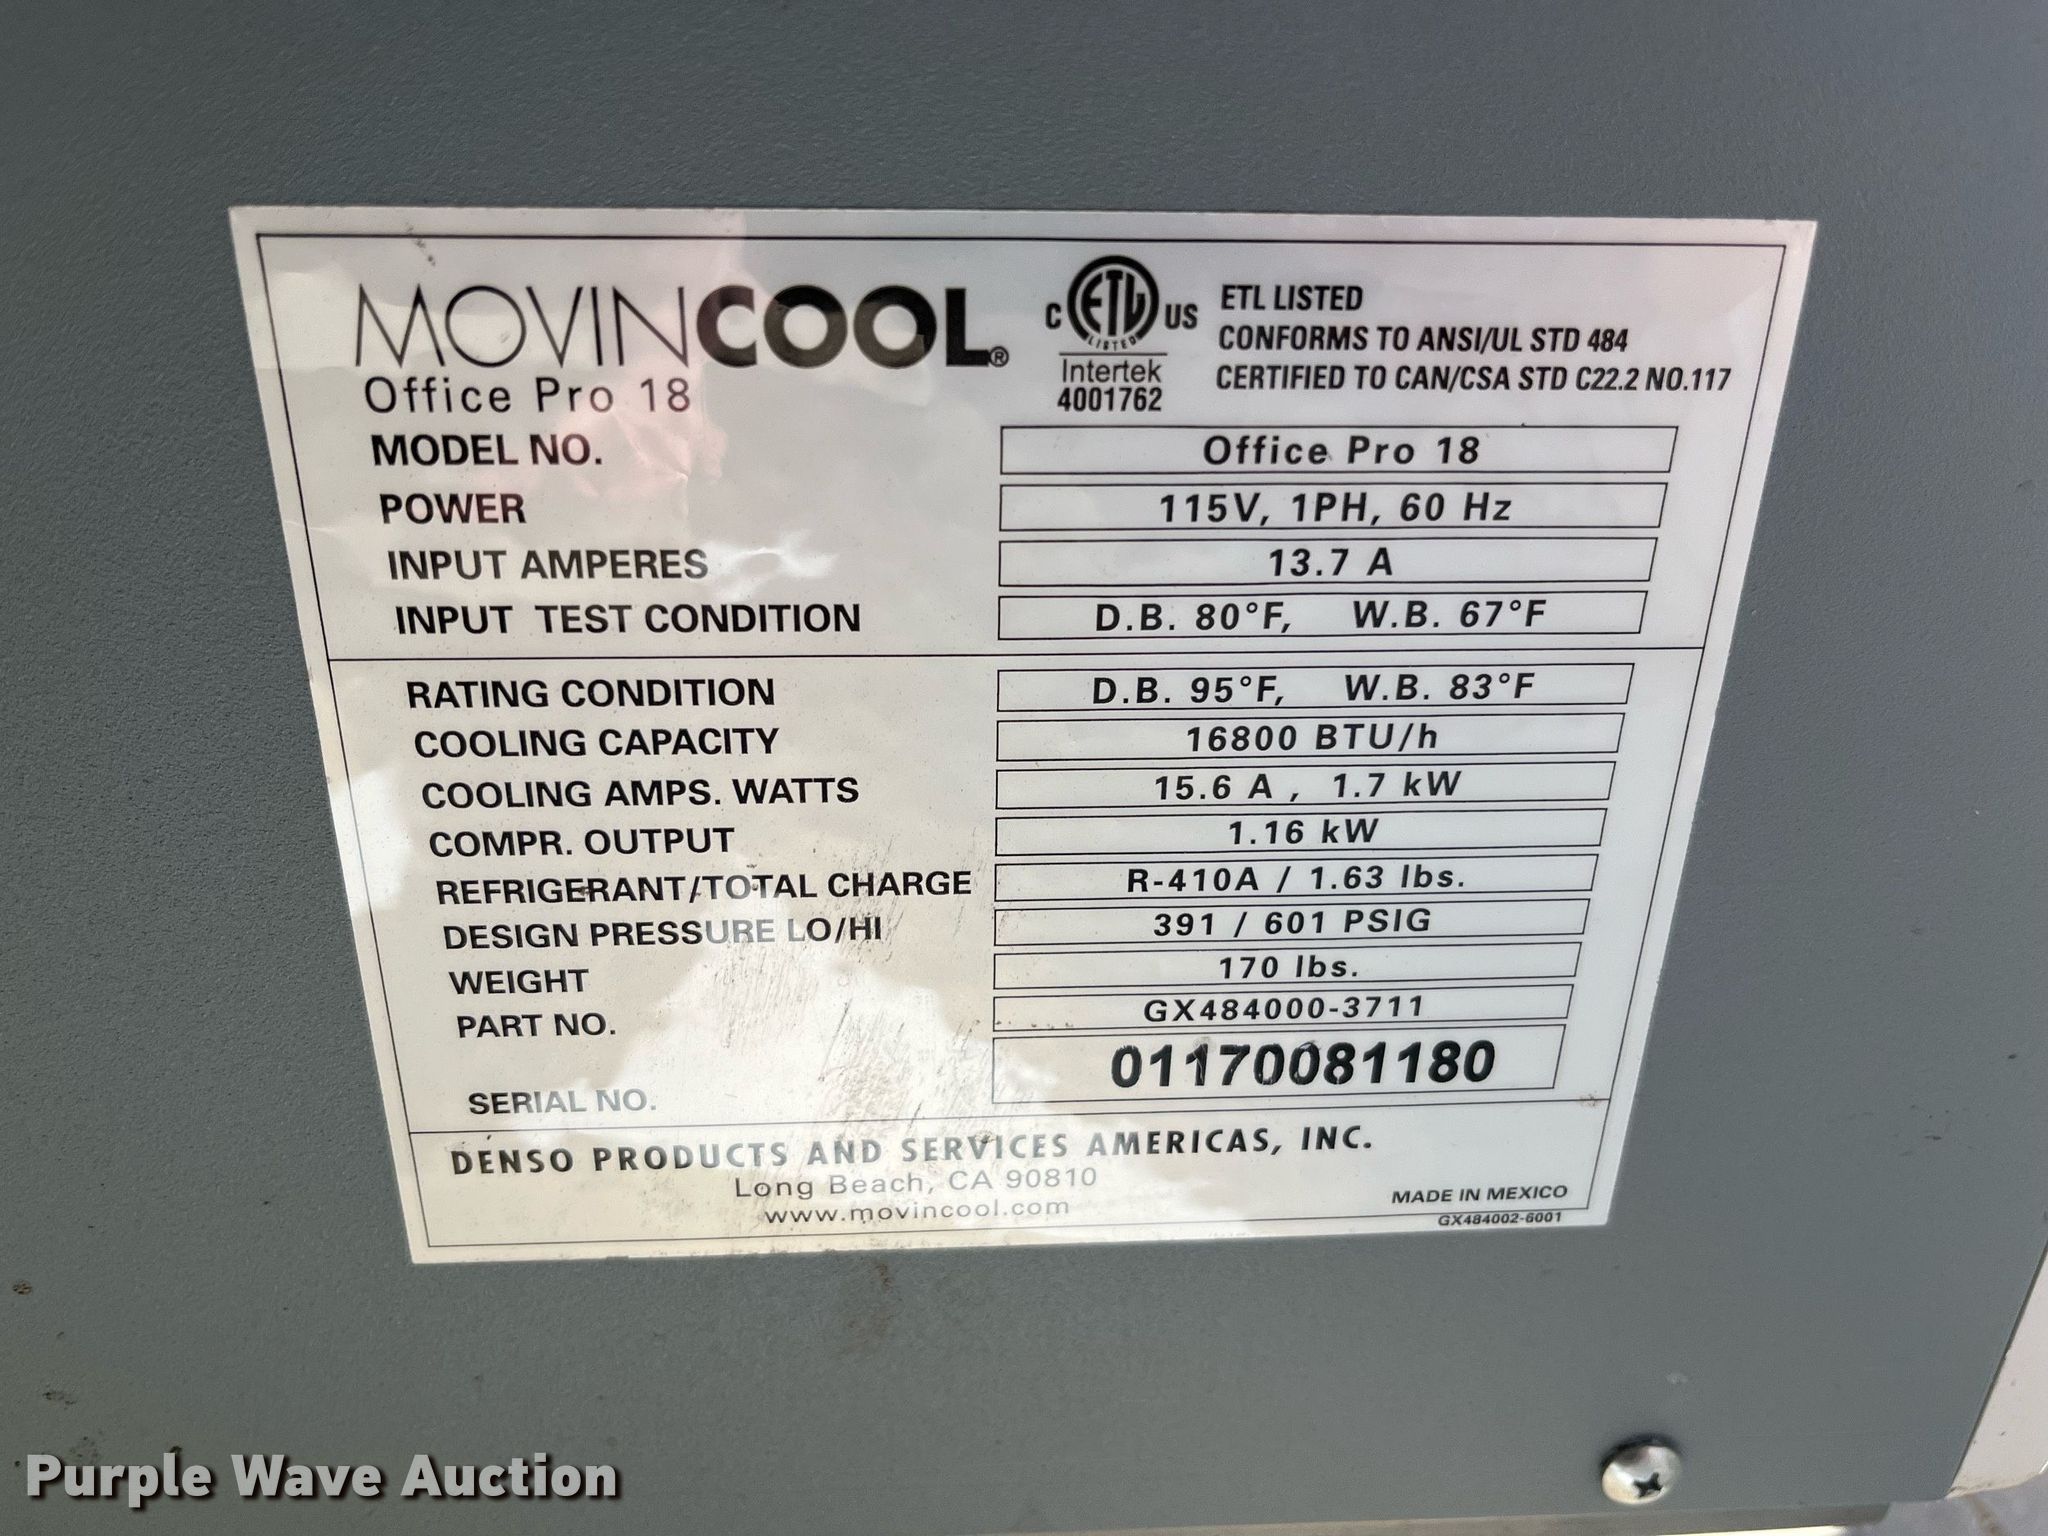 MOVINCOOL®
Office Pro 18
C ETL LISTED US
Intertek
4001762
ETL LISTED
CONFORMS TO ANSI/UL STD 484
CERTIFIED TO CAN/CSA STD C22.2 NO.117
MODEL NO. Office Pro 18
POWER 115V, 1PH, 60 Hz
INPUT AMPERES 13.7 A
INPUT TEST CONDITION D.B. 80°F, W.B. 67°F
RATING CONDITION D.B. 95°F, W.B. 83°F
COOLING CAPACITY 16800 BTU/h
COOLING AMPS. WATTS 15.6 A , 1.7 kW
COMPR. OUTPUT 1.16 kW
REFRIGERANT/TOTAL CHARGE R-410A / 1.63 lbs.
DESIGN PRESSURE LO/HI 391 / 601 PSIG
WEIGHT 170 lbs.
PART NO. GX484000-3711
SERIAL NO. 01170081180
DENSO PRODUCTS AND SERVICES AMERICAS, INC.
Long Beach, CA 90810
www.movincool.com
MADE IN MEXICO
GX484002-6001
Purple Wave Auction